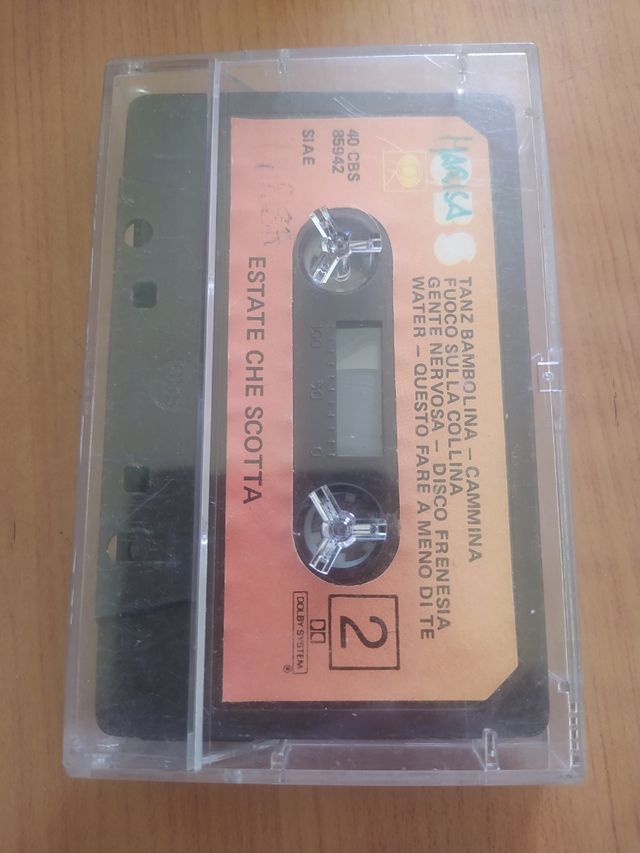 MARISA
TANZ BAMBOLINA – CAMMINA
FUOCO SULLA COLLINA
GENTE NERVOSA – DISCO FRENESIA
WATER – QUESTO FARE A MENO DI TE
40 CBS
85942
SIAE
100 50 0
2
DOLBY SYSTEM
ESTATE CHE SCOTTA